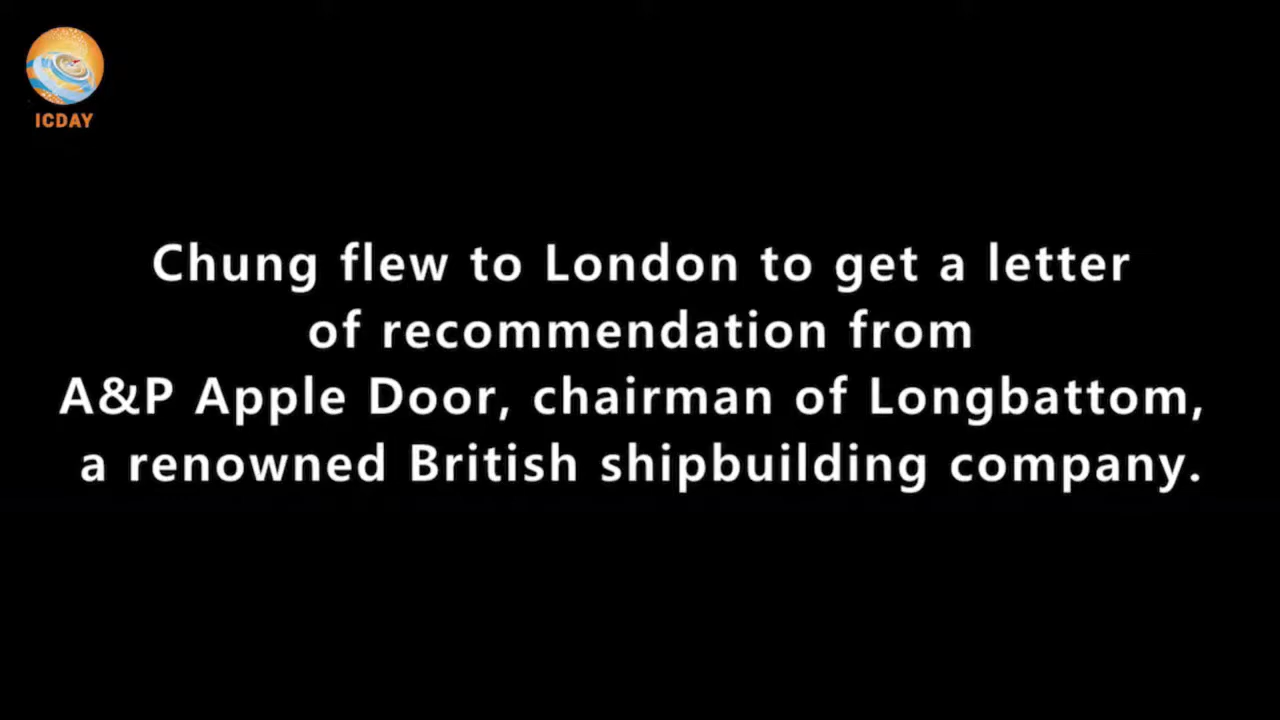 ICDAY
Chung flew to London to get a letter
of recommendation from
A&P Apple Door, chairman of Longbattom,
a renowned British shipbuilding company.